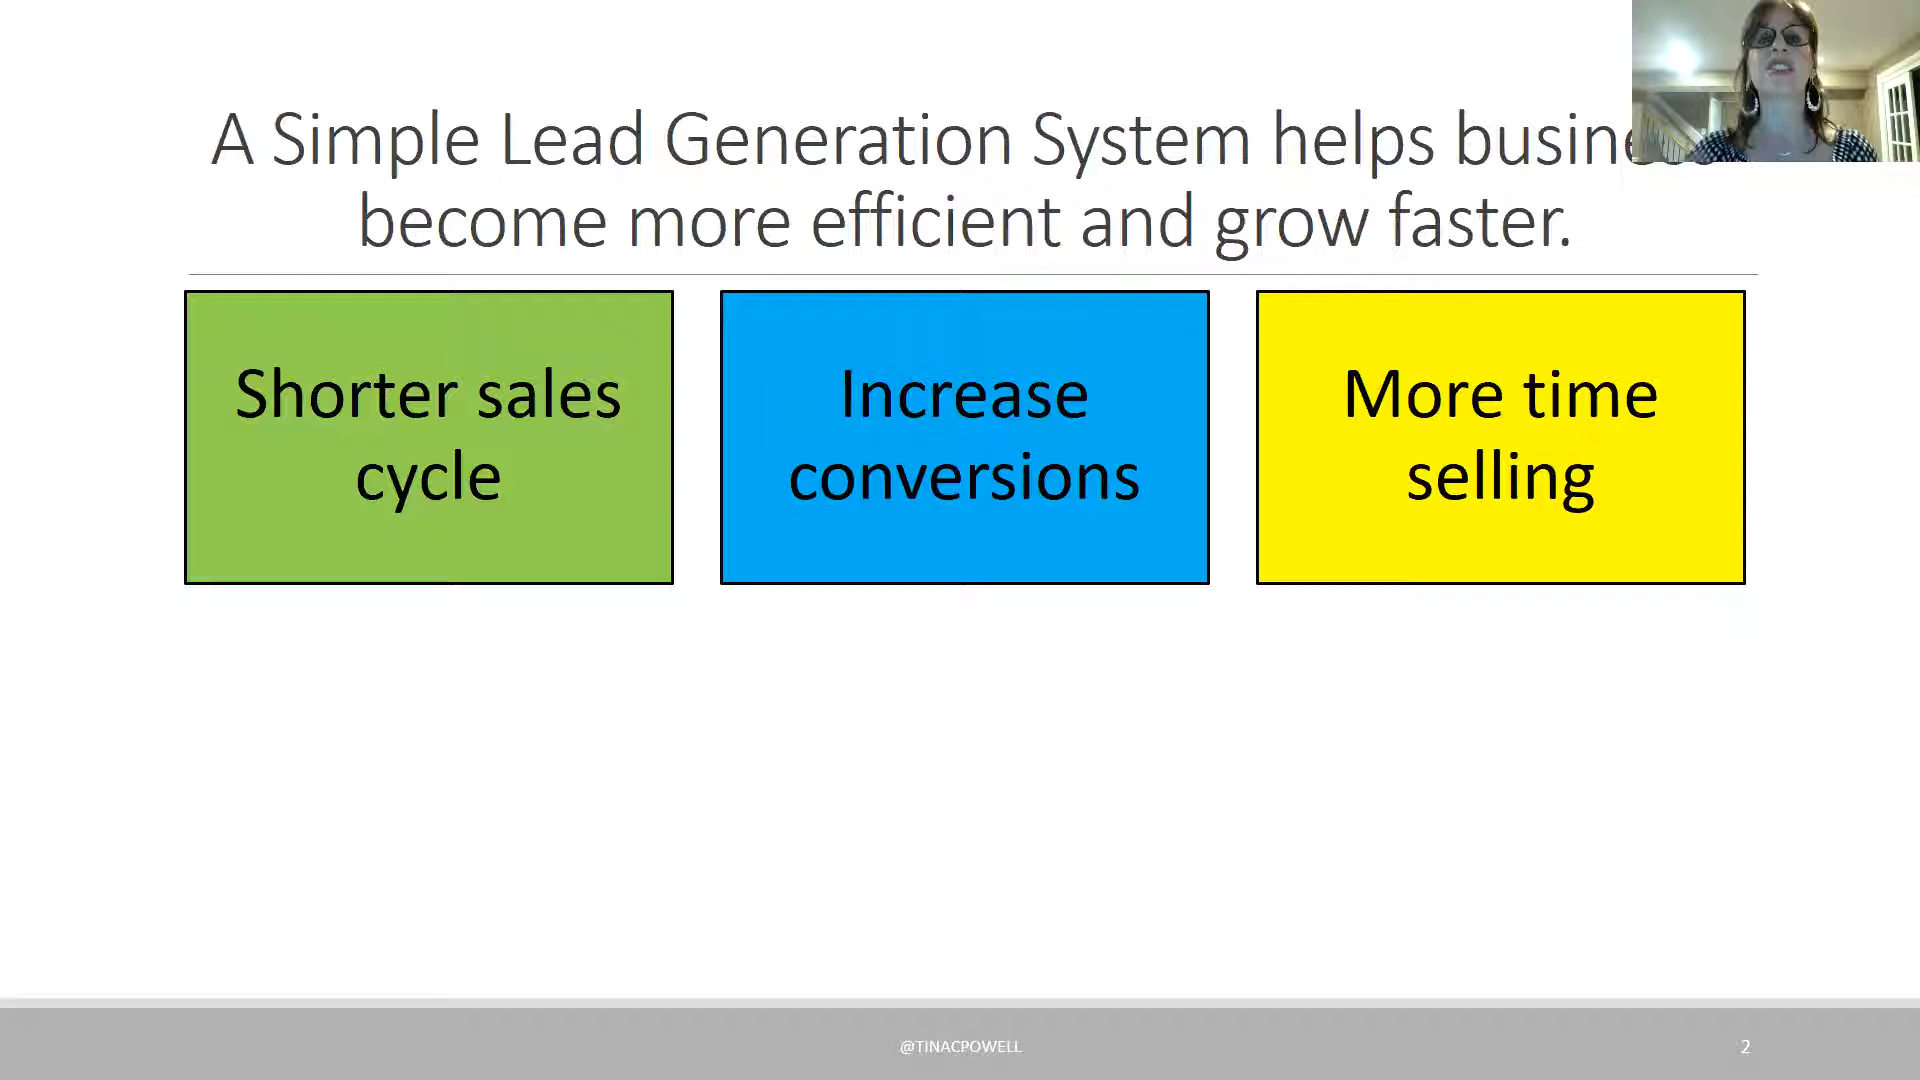 A Simple Lead Generation System helps
become more efficient and grow faster.
Shorter sales
cycle
Increase
conversions
More time
selling
@TINACPOWELL
2